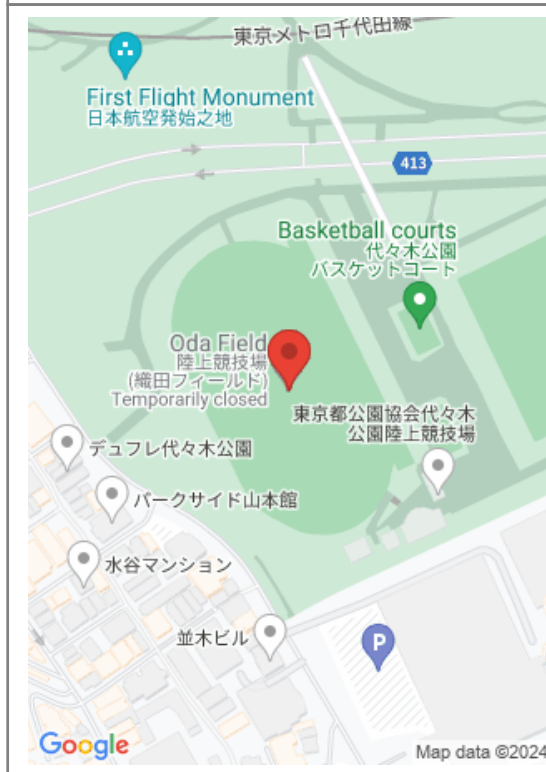 東京メトロ千代田線
First Flight Monument
日本航空発始之地
413
Basketball courts
代々木公園
バスケットコート
Oda Field
陸上競技場
(織田フィールド)
Temporarily closed
東京都公園協会代々木
公園陸上競技場
デュフレ代々木公園
パークサイド山本館
水谷マンション
並木ビル
P
Google
Map data ©2024